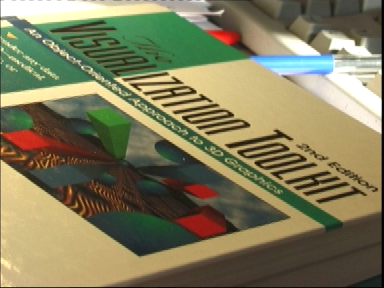 The
VISUALIZATION TOOLKIT
2nd Edition
An Object-Oriented Approach to 3D Graphics